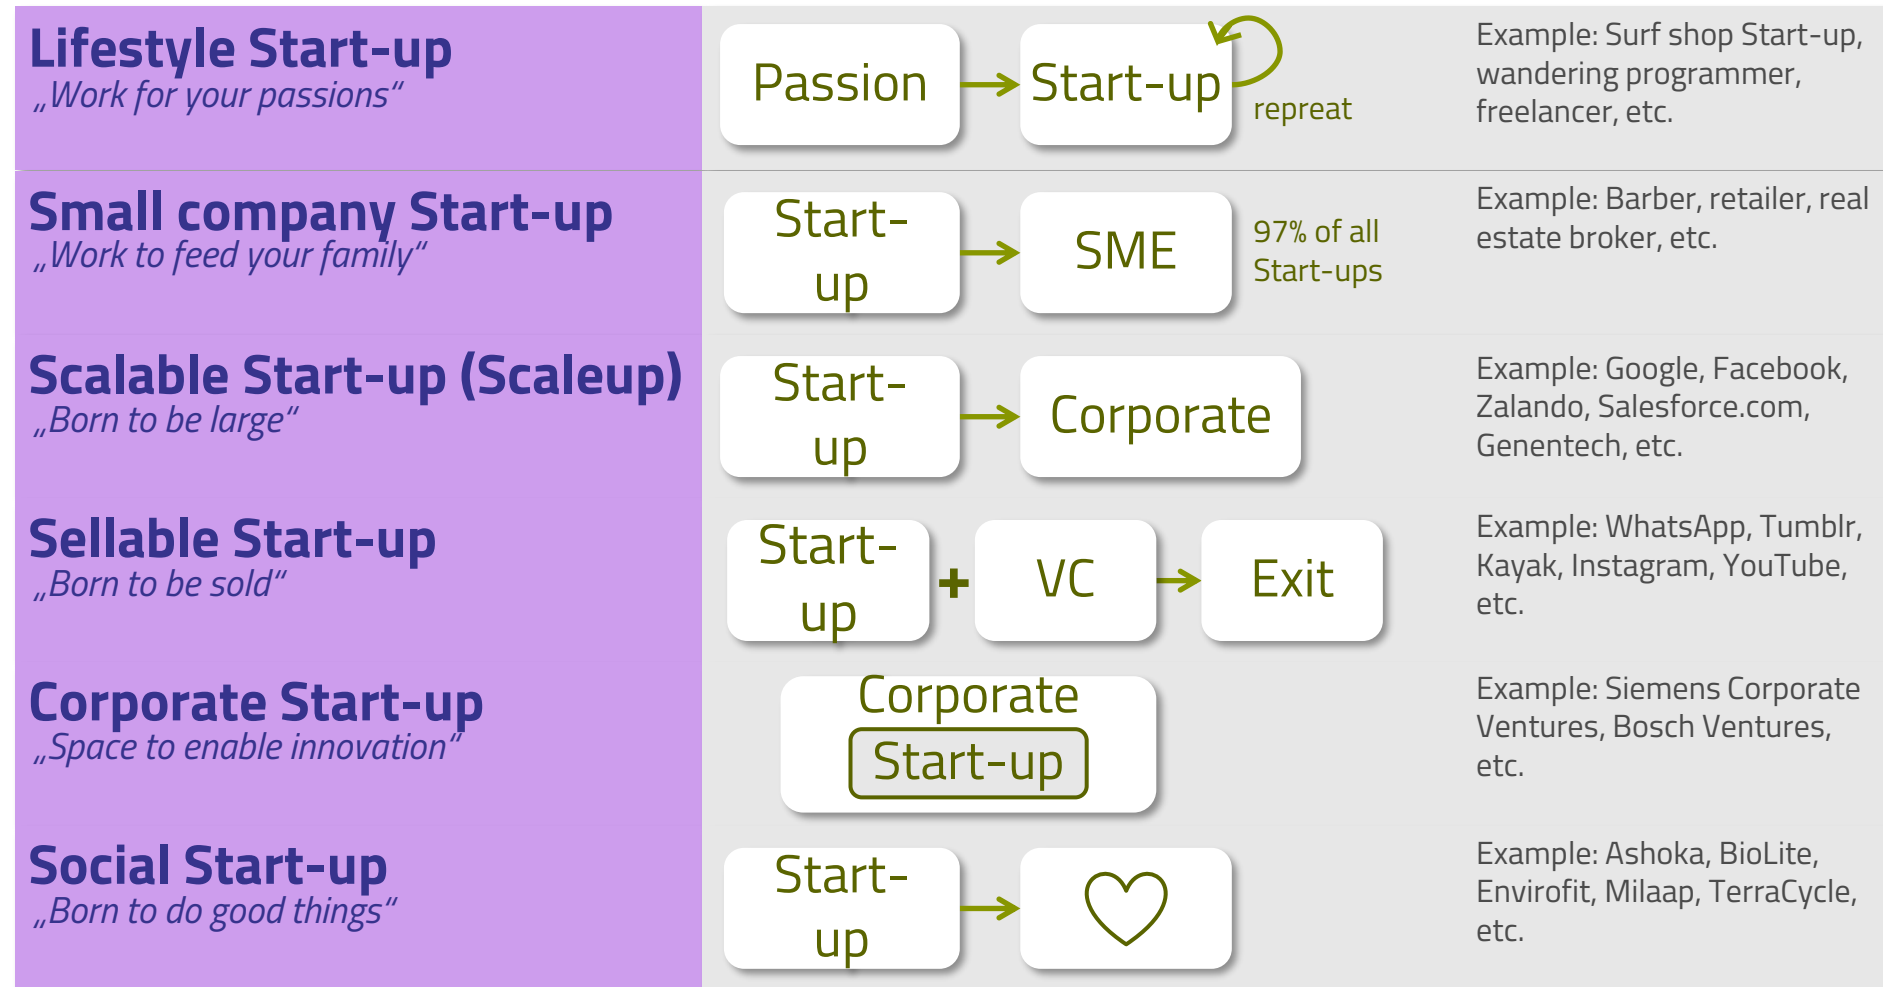 Lifestyle Start-up
„Work for your passions“
Passion
Start-up
repreat
Example: Surf shop Start-up,
wandering programmer,
freelancer, etc.
Small company Start-up
„Work to feed your family“
Start-
up
SME
97% of all
Start-ups
Example: Barber, retailer, real
estate broker, etc.
Scalable Start-up (Scaleup)
„Born to be large“
Start-
up
Corporate
Example: Google, Facebook,
Zalando, Salesforce.com,
Genentech, etc.
Sellable Start-up
„Born to be sold“
Start-
up
+
VC
Exit
Example: WhatsApp, Tumblr,
Kayak, Instagram, YouTube,
etc.
Corporate Start-up
„Space to enable innovation“
Corporate
Start-up
Example: Siemens Corporate
Ventures, Bosch Ventures,
etc.
Social Start-up
„Born to do good things“
Start-
up
Example: Ashoka, BioLite,
Envirofit, Milaap, TerraCycle,
etc.